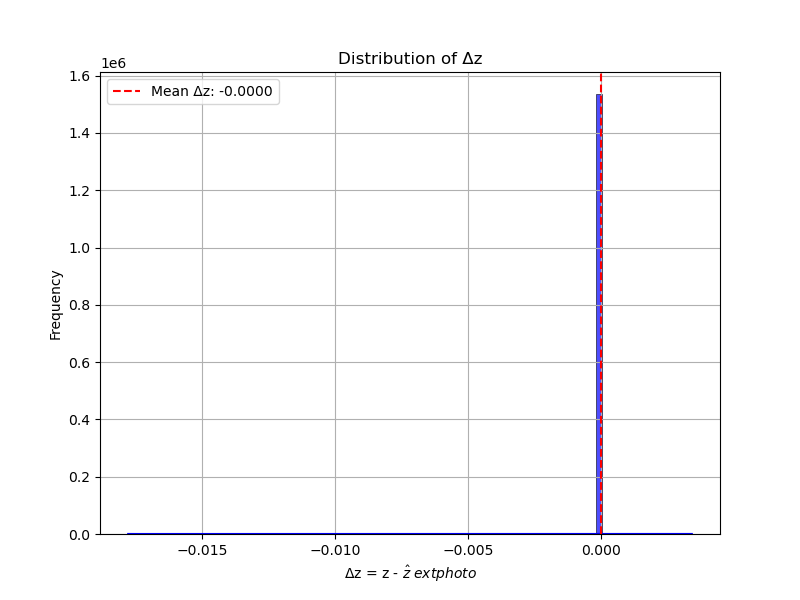 Distribution of Δz
1e6
Mean Δz: -0.0000
1.6
1.4
1.2
1.0
0.8
0.6
0.4
0.2
0.0
Frequency
−0.015 −0.010 −0.005 0.000
Δz = z - ẑ extphoto